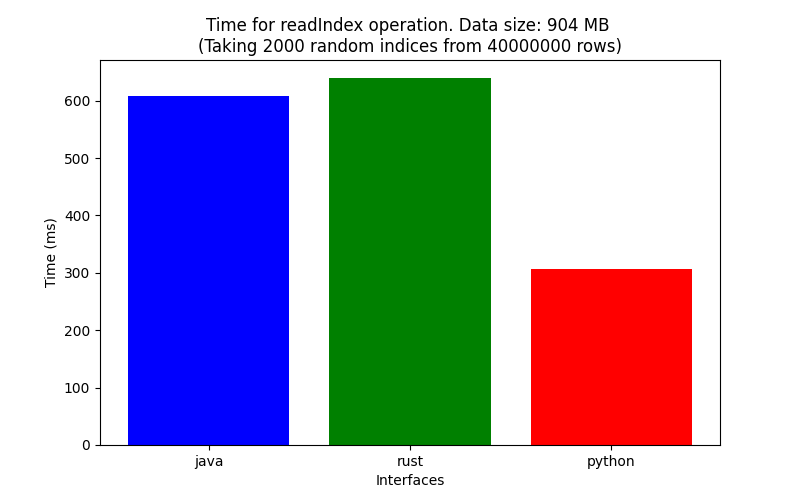 Time for readIndex operation. Data size: 904 MB
(Taking 2000 random indices from 40000000 rows)
600
500
400
300
200
100
0
Time (ms)
java
rust
python
Interfaces